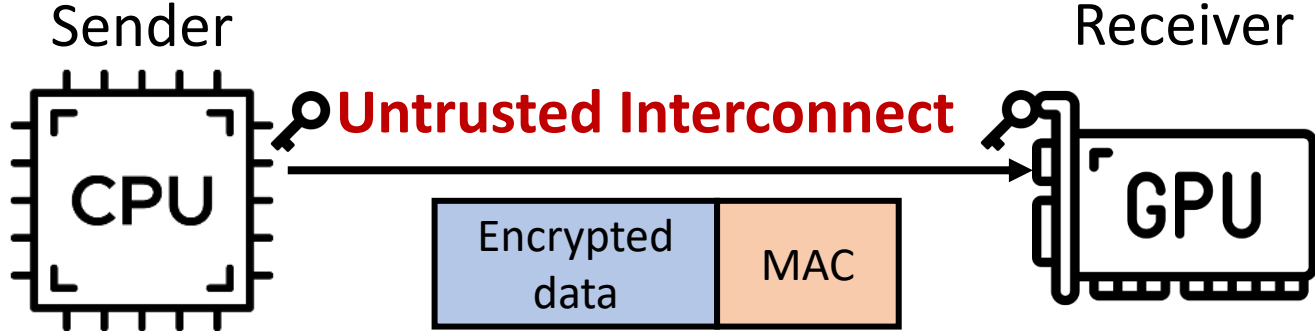 Sender
Receiver
Untrusted Interconnect
CPU
GPU
Encrypted
data
MAC